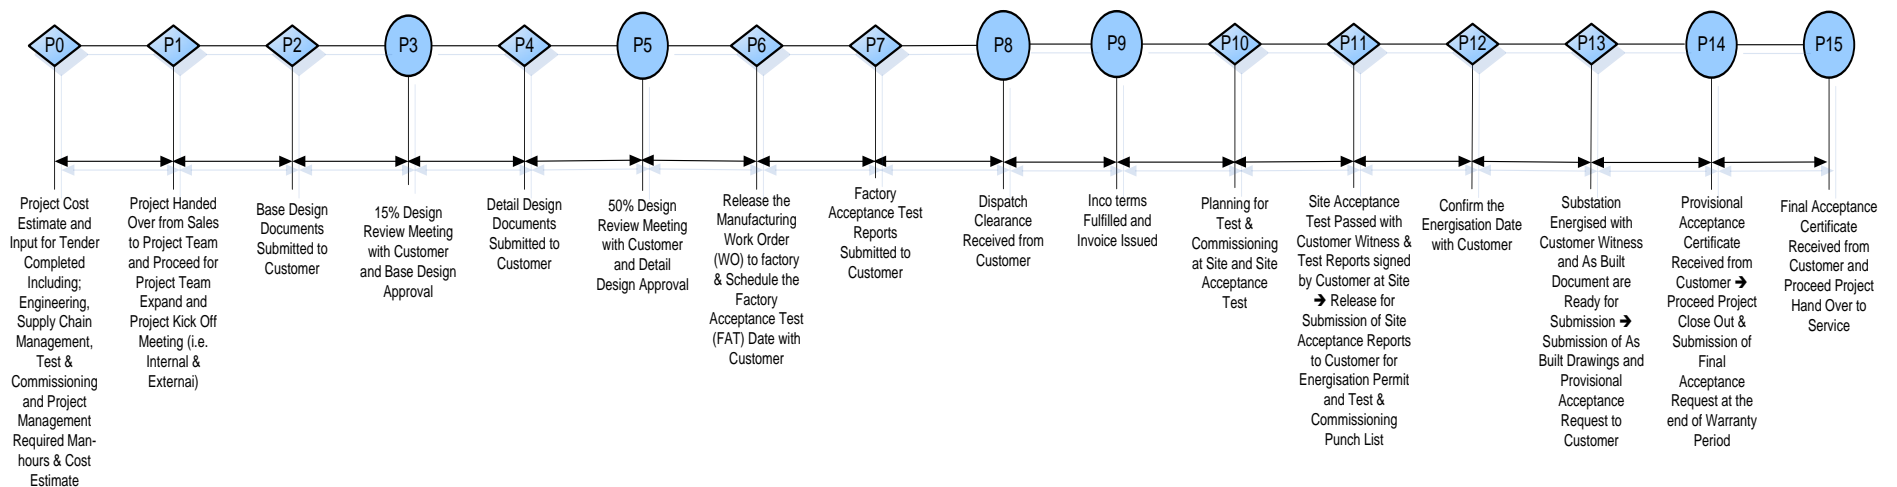 P0
P1
P2
P3
P4
P5
P6
P7
P8
P9
P10
P11
P12
P13
P14
P15
Project Cost
Estimate and
Input for Tender
Completed
Including;
Engineering,
Supply Chain
Management,
Test &
Commissioning
and Project
Management
Required Man-
hours & Cost
Estimate
Project Handed
Over from Sales
to Project Team
and Proceed for
Project Team
Expand and
Project Kick Off
Meeting (i.e.
Internal &
Externai)
Base Design
Documents
Submitted to
Customer
15% Design
Review Meeting
with Customer
and Base Design
Approval
Detail Design
Documents
Submitted to
Customer
50% Design
Review Meeting
with Customer
and Detail
Design Approval
Release the
Manufacturing
Work Order
(WO) to factory
& Schedule the
Factory
Acceptance Test
(FAT) Date with
Customer
Factory
Acceptance Test
Reports
Submitted to
Customer
Dispatch
Clearance
Received from
Customer
Inco terms
Fulfilled and
Invoice Issued
Planning for
Test &
Commissioning
at Site and Site
Acceptance
Test
Site Acceptance
Test Passed with
Customer Witness &
Test Reports signed
by Customer at Site
➔ Release for
Submission of Site
Acceptance Reports
to Customer for
Energisation Permit
and Test &
Commissioning
Punch List
Confirm the
Energisation Date
with Customer
Substation
Energised with
Customer Witness
and As Built
Document are
Ready for
Submission ➔
Submission of As
Built Drawings and
Provisional
Acceptance
Request to
Customer
Provisional
Acceptance
Certificate
Received from
Customer ➔
Proceed Project
Close Out &
Submission of
Final
Acceptance
Request at the
end of Warranty
Period
Final Acceptance
Certificate
Received from
Customer and
Proceed Project
Hand Over to
Service